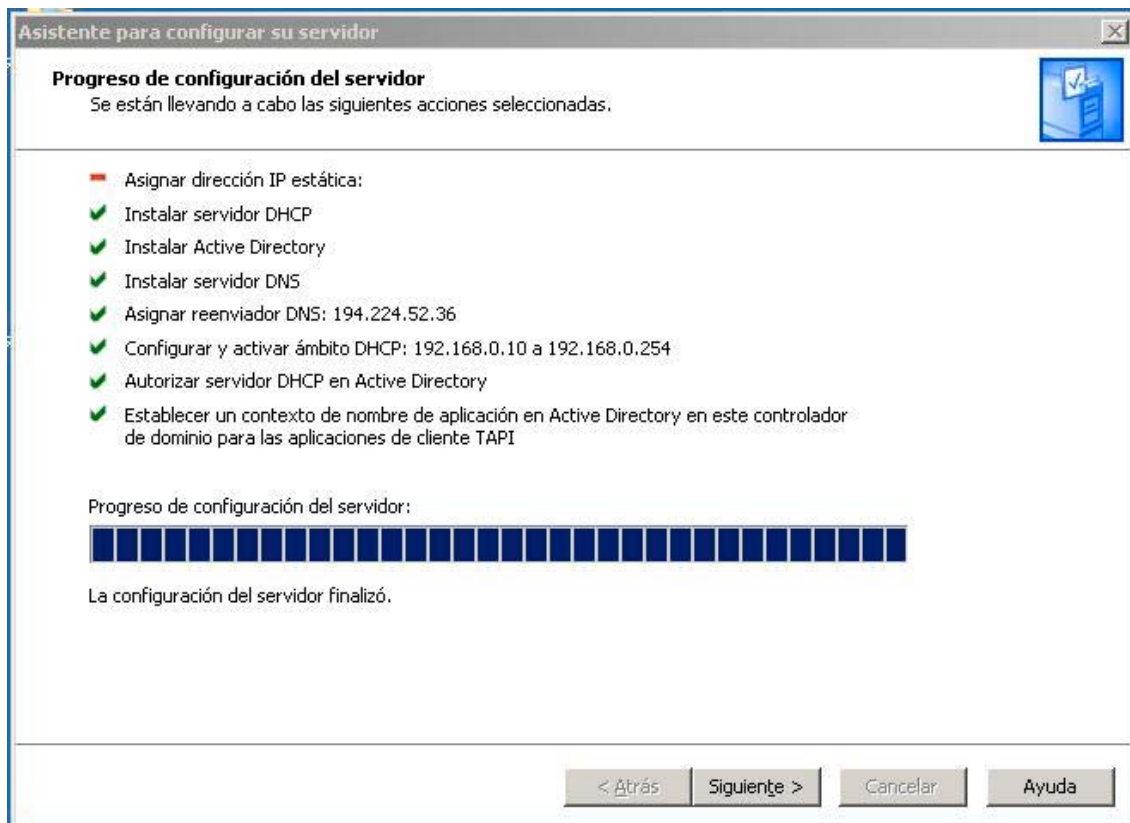 Asistente para configurar su servidor
Progreso de configuración del servidor
Se están llevando a cabo las siguientes acciones seleccionadas.
Asignar dirección IP estática:
Instalar servidor DHCP
Instalar Active Directory
Instalar servidor DNS
Asignar reenviador DNS: 194.224.52.36
Configurar y activar ámbito DHCP: 192.168.0.10 a 192.168.0.254
Autorizar servidor DHCP en Active Directory
Establecer un contexto de nombre de aplicación en Active Directory en este controlador
de dominio para las aplicaciones de cliente TAPI
Progreso de configuración del servidor:
La configuración del servidor finalizó.
< Atrás
Siguiente >
Cancelar
Ayuda